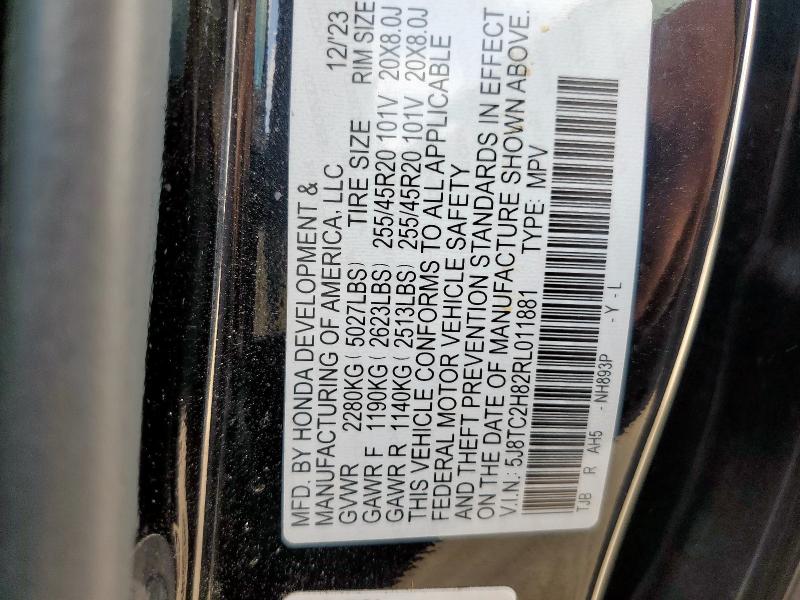 MFD. BY HONDA DEVELOPMENT & 12/'23
MANUFACTURING OF AMERICA, LLC
GVWR 2280KG(5027LBS) TIRE SIZE RIM SIZE
GAWR F 1190KG(2623LBS) 255/45R20 101V 20X8.0J
GAWR R 1140KG(2513LBS) 255/45R20 101V 20X8.0J
THIS VEHICLE CONFORMS TO ALL APPLICABLE
FEDERAL MOTOR VEHICLE SAFETY
AND THEFT PREVENTION STANDARDS IN EFFECT
ON THE DATE OF MANUFACTURE SHOWN ABOVE.
V.I.N.: 5J8TC2H82RL011881 TYPE: MPV
TJB R AH5 -NH893P -Y-L